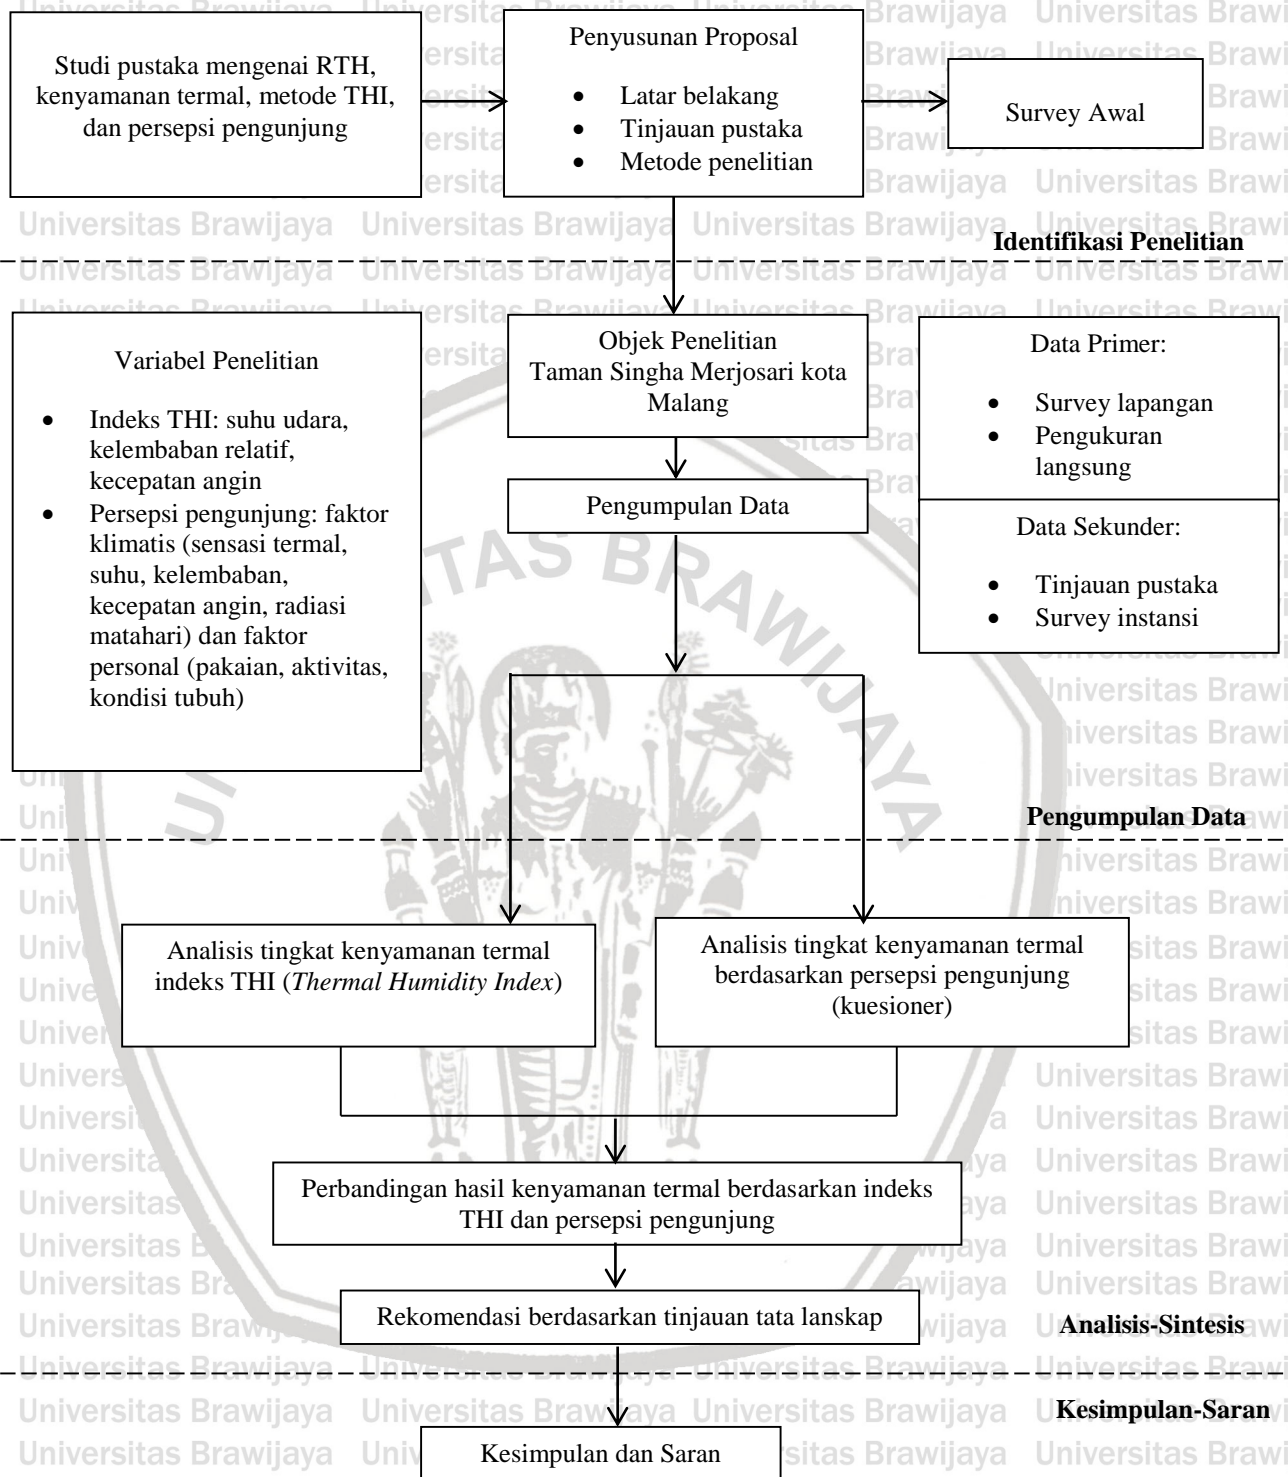 Studi pustaka mengenai RTH,
kenyamanan termal, metode THI,
dan persepsi pengunjung
Penyusunan Proposal
• Latar belakang
• Tinjauan pustaka
• Metode penelitian
Survey Awal
Identifikasi Penelitian
Variabel Penelitian
• Indeks THI: suhu udara,
kelembaban relatif,
kecepatan angin
• Persepsi pengunjung: faktor
klimatis (sensasi termal,
suhu, kelembaban,
kecepatan angin, radiasi
matahari) dan faktor
personal (pakaian, aktivitas,
kondisi tubuh)
Objek Penelitian
Taman Singha Merjosari kota
Malang
Pengumpulan Data
Data Primer:
• Survey lapangan
• Pengukuran
langsung
Data Sekunder:
• Tinjauan pustaka
• Survey instansi
Pengumpulan Data
Analisis tingkat kenyamanan termal
indeks THI (Thermal Humidity Index)
Analisis tingkat kenyamanan termal
berdasarkan persepsi pengunjung
(kuesioner)
Perbandingan hasil kenyamanan termal berdasarkan indeks
THI dan persepsi pengunjung
Rekomendasi berdasarkan tinjauan tata lanskap
Analisis-Sintesis
Kesimpulan-Saran
Kesimpulan dan Saran